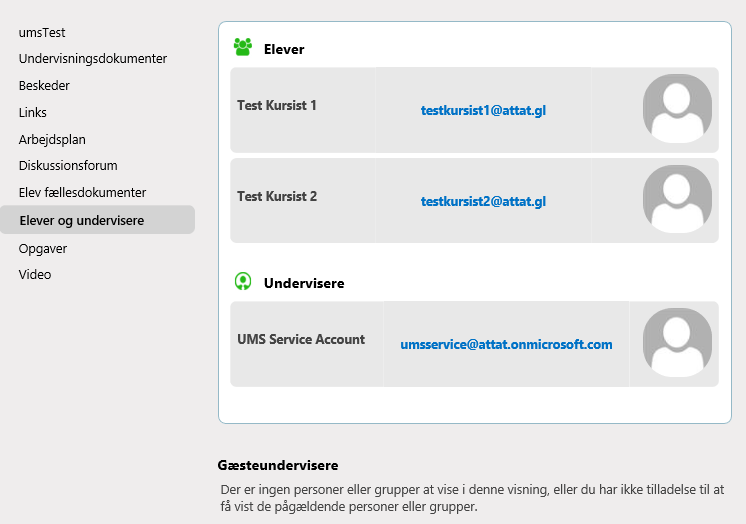 umsTest
Undervisningsdokumenter
Beskeder
Links
Arbejdsplan
Diskussionsforum
Elev fællesdokumenter
Elever og undervisere
Opgaver
Video
Elever
Test Kursist 1
testkursist1@attat.gl
Test Kursist 2
testkursist2@attat.gl
Undervisere
UMS Service Account
umsservice@attat.onmicrosoft.com
Gæsteundervisere
Der er ingen personer eller grupper at vise i denne visning, eller du har ikke tilladelse til at
få vist de pågældende personer eller grupper.